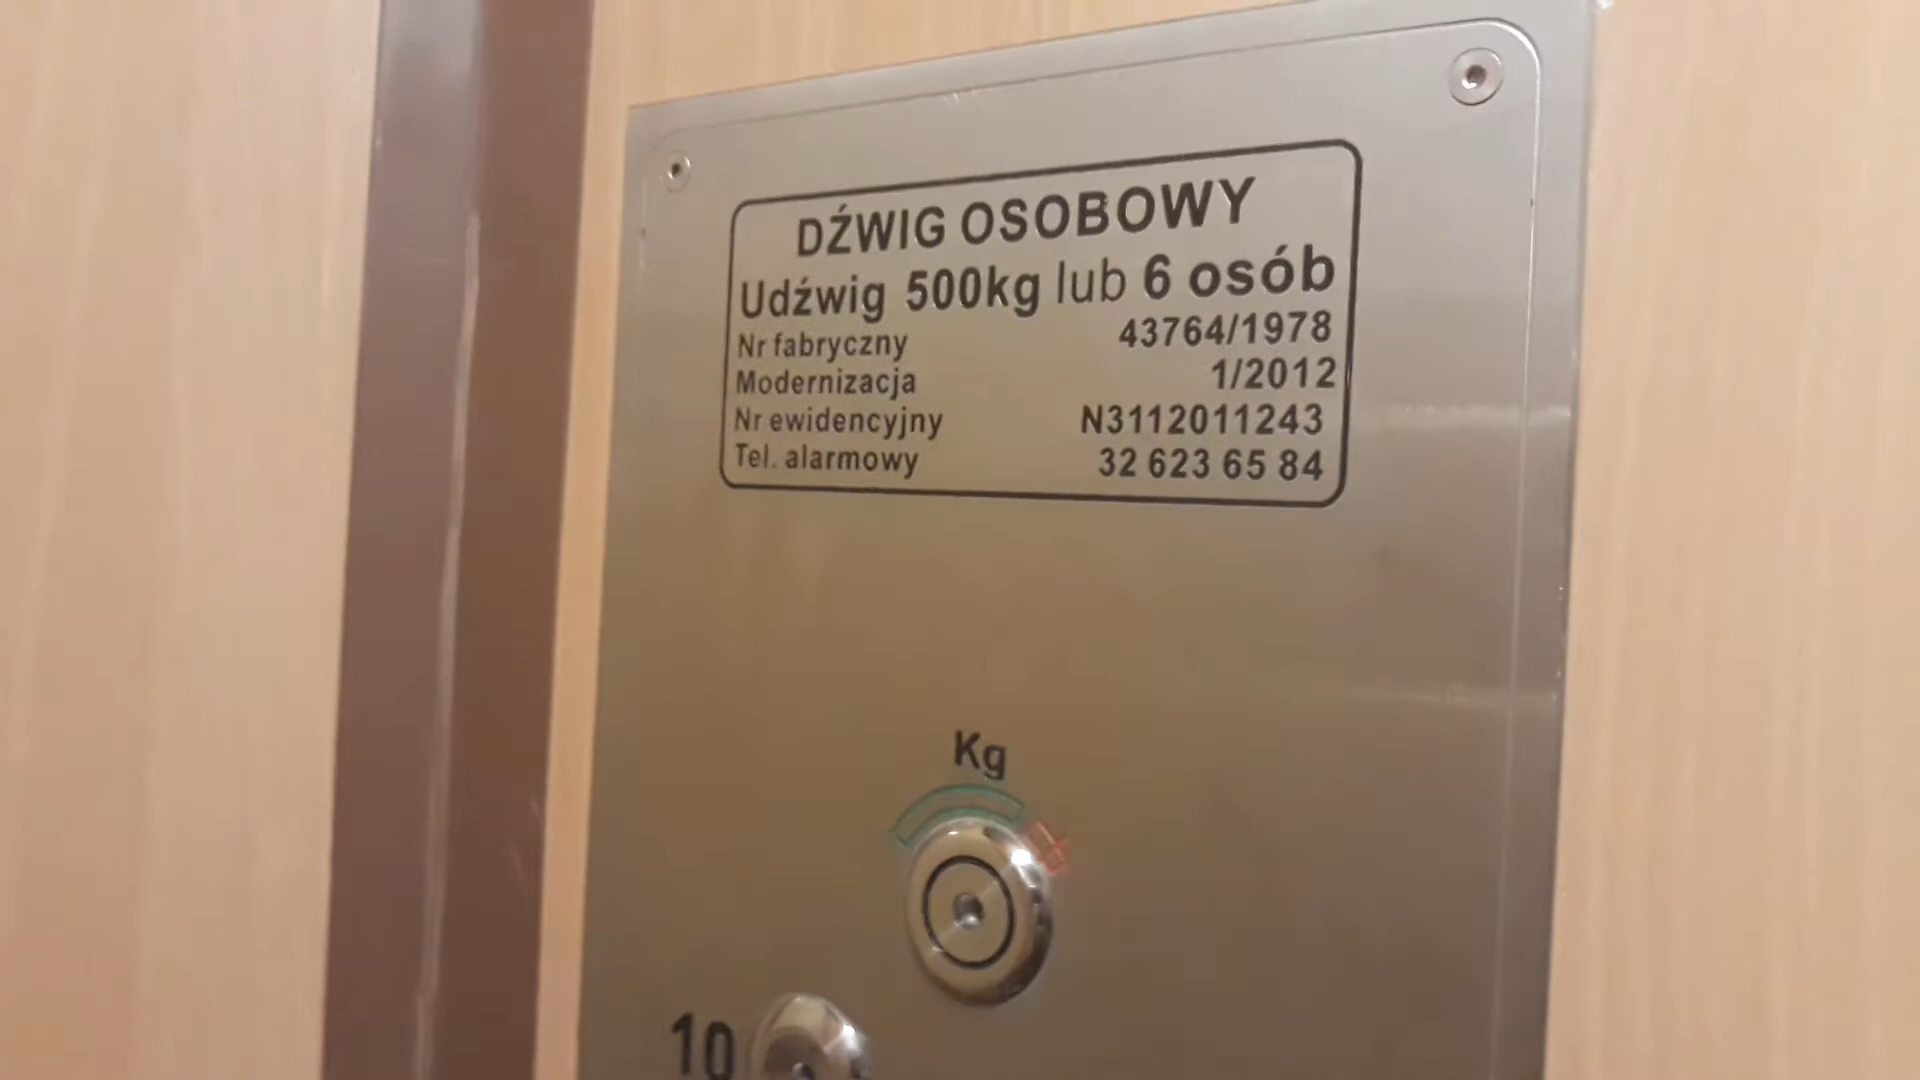 DŹWIG OSOBOWY
Udźwig 500kg lub 6 osób
Nr fabryczny 43764/1978
Modernizacja 1/2012
Nr ewidencyjny N3112011243
Tel. alarmowy 32 623 65 84
Kg
10